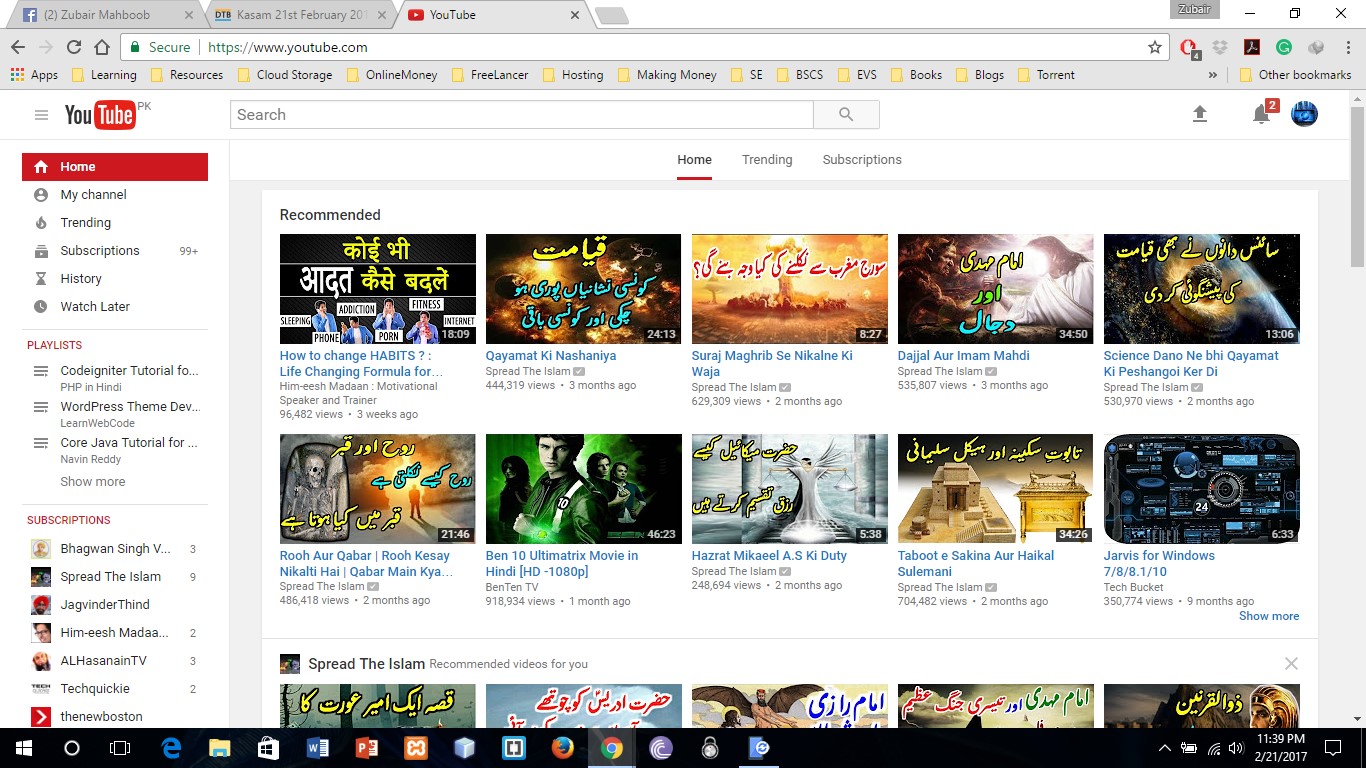 (2) Zubair Mahboob
Kasam 21st February 201
YouTube
Zubair
Secure
https://www.youtube.com
4
Apps
Learning
Resources
Cloud Storage
OnlineMoney
FreeLancer
Hosting
Making Money
SE
BSCS
EVS
Books
Blogs
Torrent
»
Other bookmarks
YouTube PK
Search
2
Home
Trending
Subscriptions
Home
My channel
Trending
Subscriptions 99+
History
Watch Later
PLAYLISTS
Codeigniter Tutorial fo...
PHP in Hindi
WordPress Theme Dev...
LearnWebCode
Core Java Tutorial for ...
Navin Reddy
Show more
SUBSCRIPTIONS
Bhagwan Singh V... 3
Spread The Islam 9
JagvinderThind
Him-eesh Madaa... 2
ALHasanainTV 3
Techquickie 2
thenewboston
Recommended
कोई भी
आदत कैसे बदलें
SLEEPING
ADDICTION
FITNESS
PHONE
PORN
INTERNET
18:09
How to change HABITS ? :
Life Changing Formula for…
Him-eesh Madaan : Motivational
Speaker and Trainer
96,482 views • 3 weeks ago
قیامت
کونسی نشانیاں پوری ہو
چکی اور کونسی باقی
24:13
Qayamat Ki Nashaniya
Spread The Islam
444,319 views • 3 months ago
سورج مغرب سے نکلنے کی کیا وجہ بنے گی؟
8:27
Suraj Maghrib Se Nikalne Ki
Waja
Spread The Islam
629,309 views • 2 months ago
امام مہدی
اور
دجال
34:50
Dajjal Aur Imam Mahdi
Spread The Islam
535,807 views • 3 months ago
سائنس دانوں نے بھی قیامت
کی پیشنگوئی کر دی
13:06
Science Dano Ne bhi Qayamat
Ki Peshangoi Ker Di
Spread The Islam
530,970 views • 2 months ago
روح اور قبر
روح کیسے نکلتی ہے
قبر میں کیا ہوتا ہے
21:46
Rooh Aur Qabar | Rooh Kesay
Nikalti Hai | Qabar Main Kya…
Spread The Islam
486,418 views • 2 months ago
10
46:23
Ben 10 Ultimatrix Movie in
Hindi [HD -1080p]
BenTen TV
918,934 views • 1 month ago
حضرت میکائیل کیسے
رزق تقسیم کرتے ہیں
5:38
Hazrat Mikaeel A.S Ki Duty
Spread The Islam
248,694 views • 2 months ago
تابوتِ سکینہ اور ہیکل سلیمانی
34:26
Taboot e Sakina Aur Haikal
Sulemani
Spread The Islam
704,482 views • 2 months ago
24
6:33
Jarvis for Windows
7/8/8.1/10
Tech Bucket
350,774 views • 9 months ago
Show more
Spread The Islam Recommended videos for you
قصہ ایک امیر عورت کا
حضرت ادریسؑ کو چوتھے
امام رازی
امام مہدی اور تیسری جنگ عظیم
ذوالقرنین
11:39 PM
2/21/2017